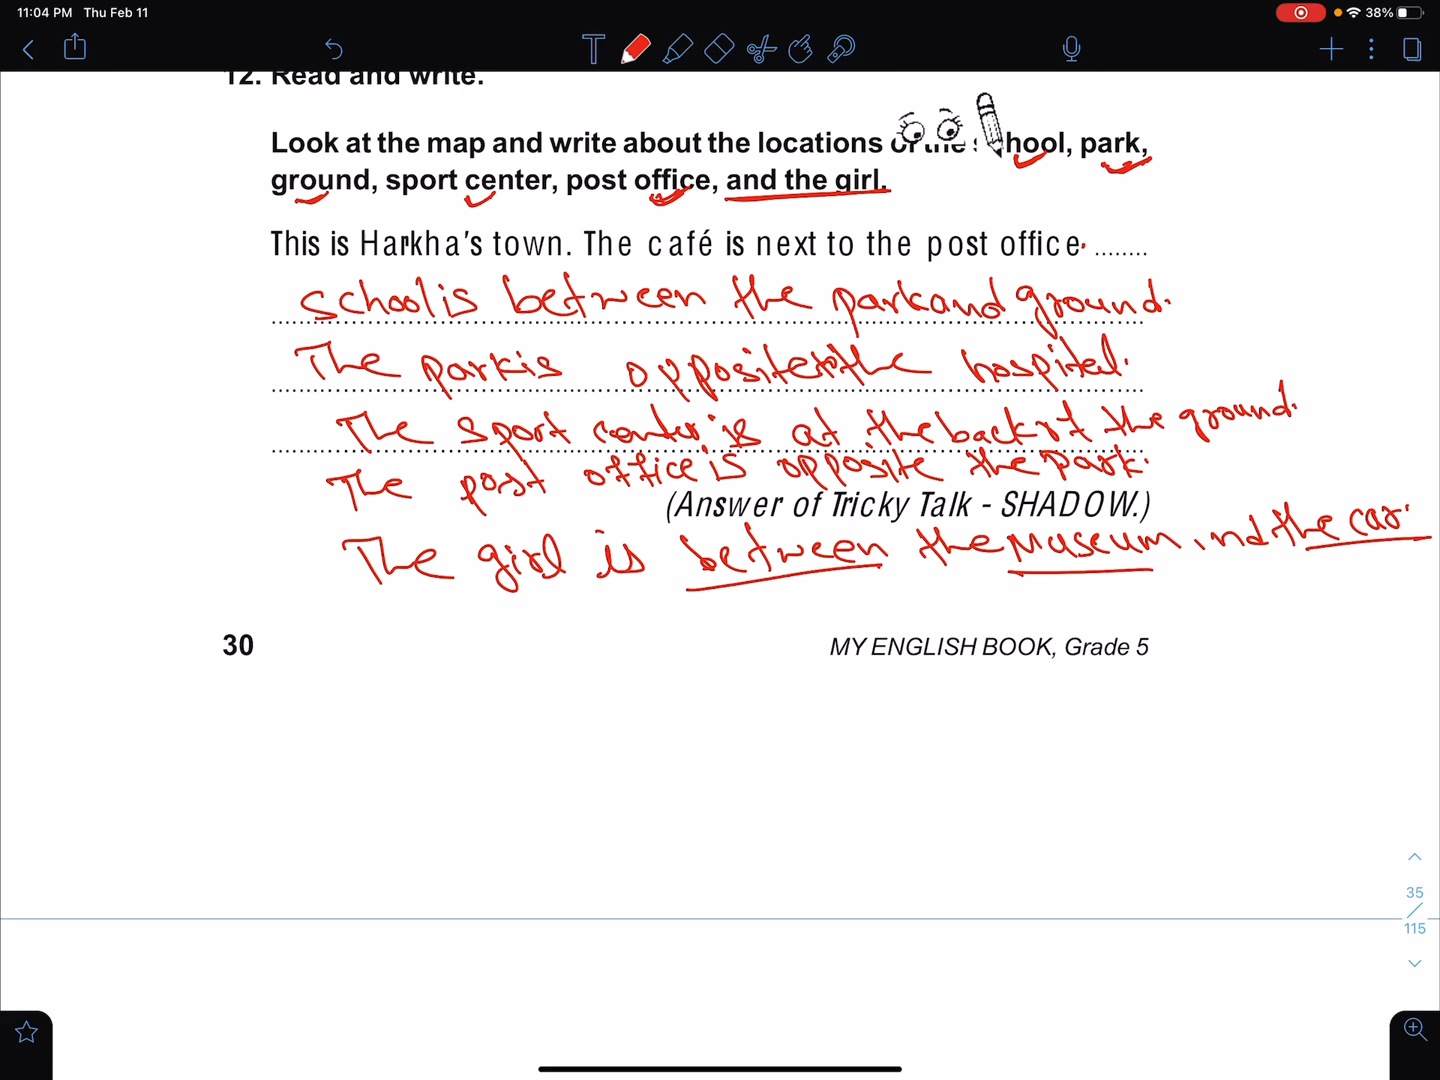 11:04 PM Thu Feb 11
38%
12. Read and write.
Look at the map and write about the locations of the school, park,
ground, sport center, post office, and the girl.
This is Harkha's town. The café is next to the post office. ........
School is between the park and ground.
The park is opposite to the hospital.
The sport center is at the back of the ground.
The post office is opposite the park.
(Answer of Tricky Talk - SHADOW.)
The girl is between the Museum and the car.
30
MY ENGLISH BOOK, Grade 5
35
115